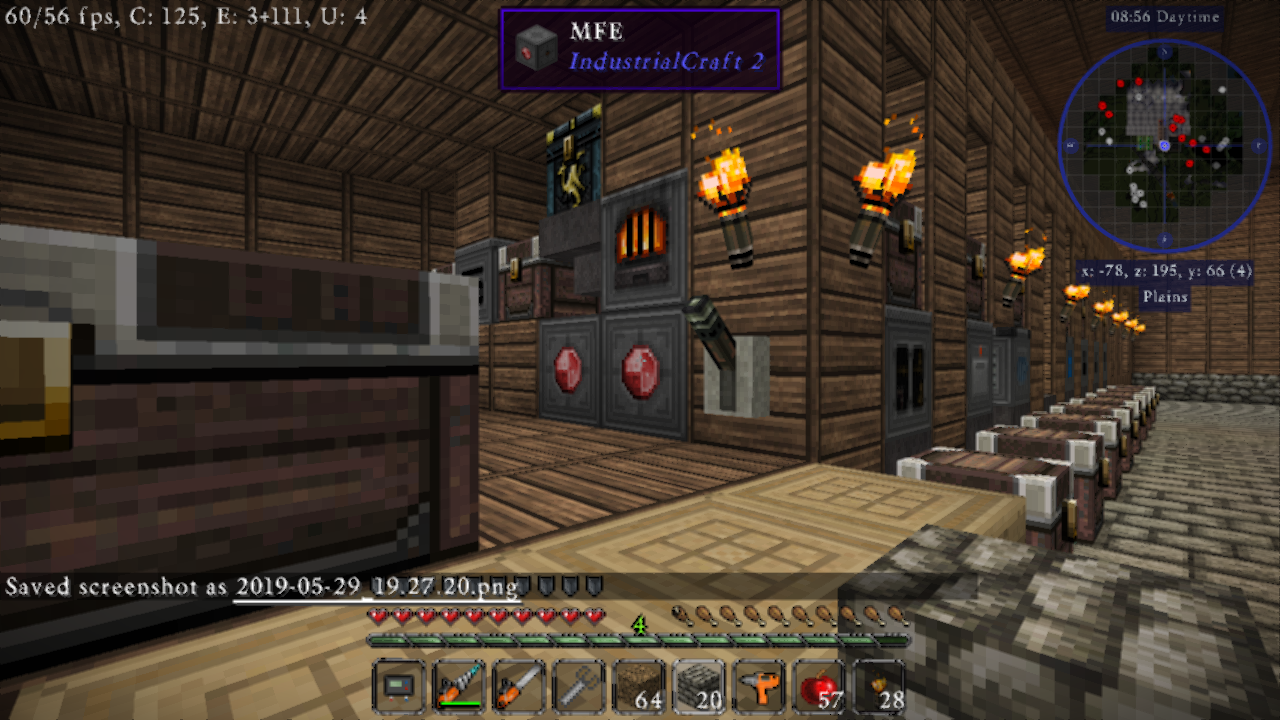 60/56 fps, C: 125, E: 3+111, U: 4
MFE
IndustrialCraft 2
08:56 Daytime
x: -78, z: 195, y: 66 (4)
Plains
Saved screenshot as 2019-05-29_19.27.20.png
4
64
20
57
28